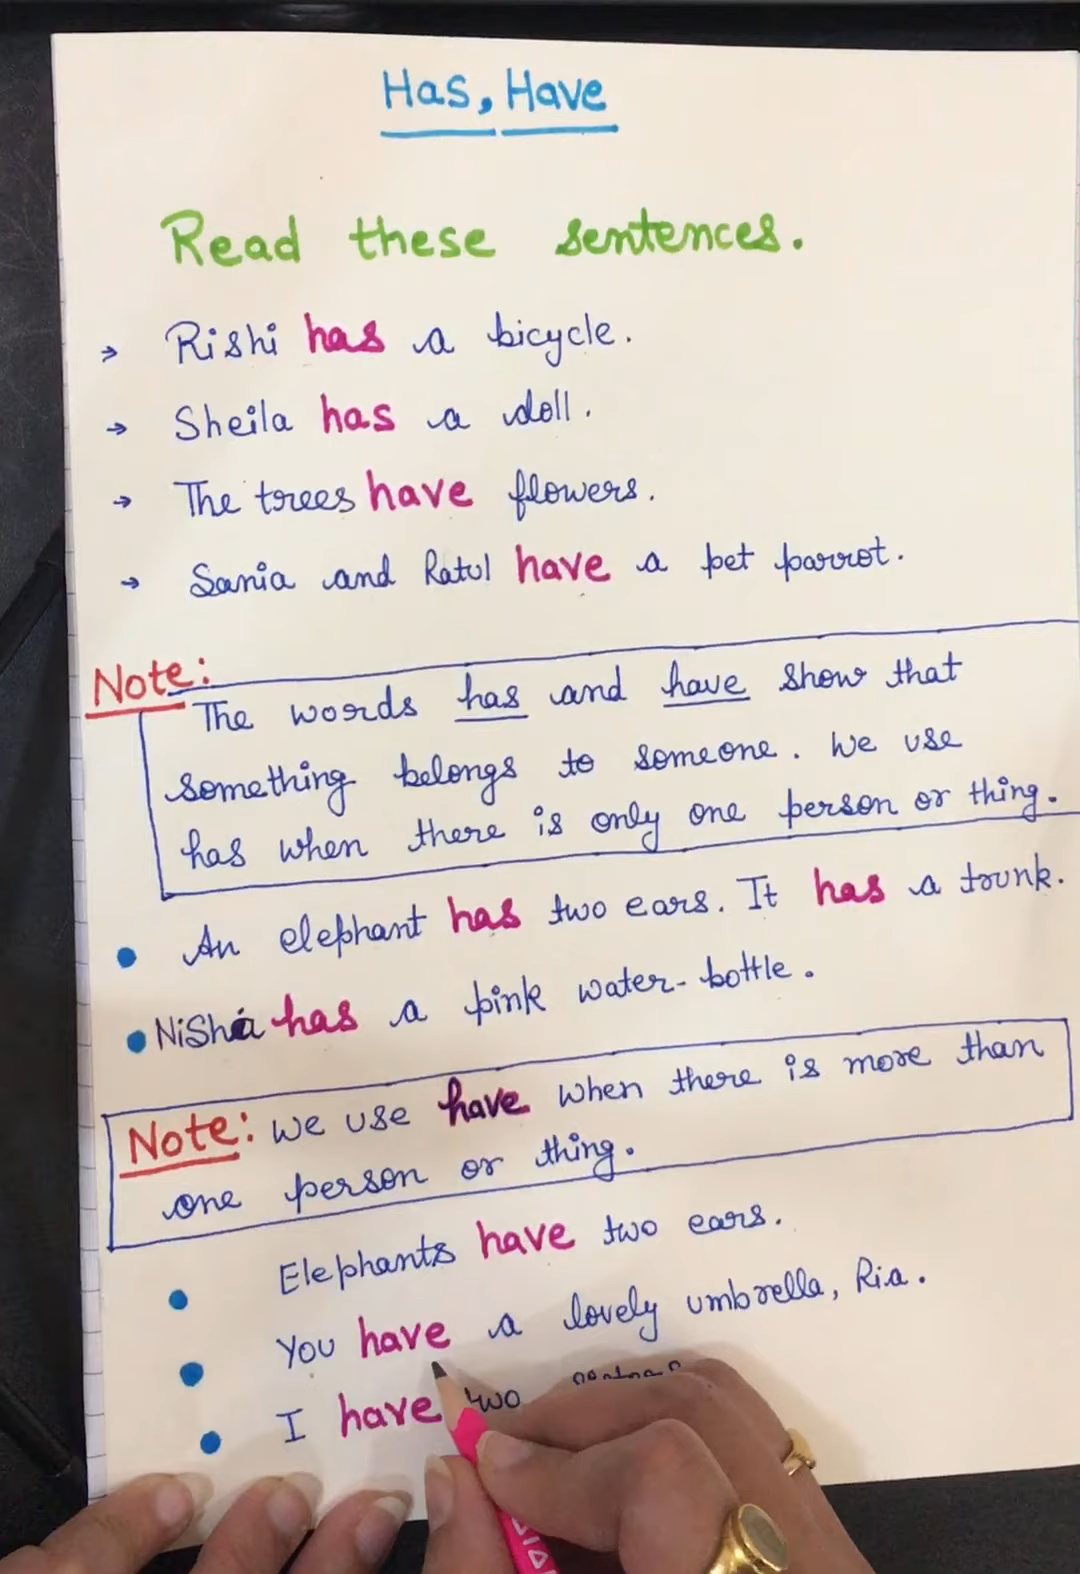 Has, Have
Read these sentences.
→ Rishi has a bicycle.
→ Sheila has a doll.
→ The trees have flowers.
→ Sania and Ratul have a pet parrot.
Note:
The words has and have show that
something belongs to someone. We use
has when there is only one person or thing.
• An elephant has two ears. It has a trunk.
• NiSha has a pink water-bottle.
Note: We use have when there is more than
one person or thing.
• Elephants have two ears.
• You have a lovely umbrella, Ria.
• I have two